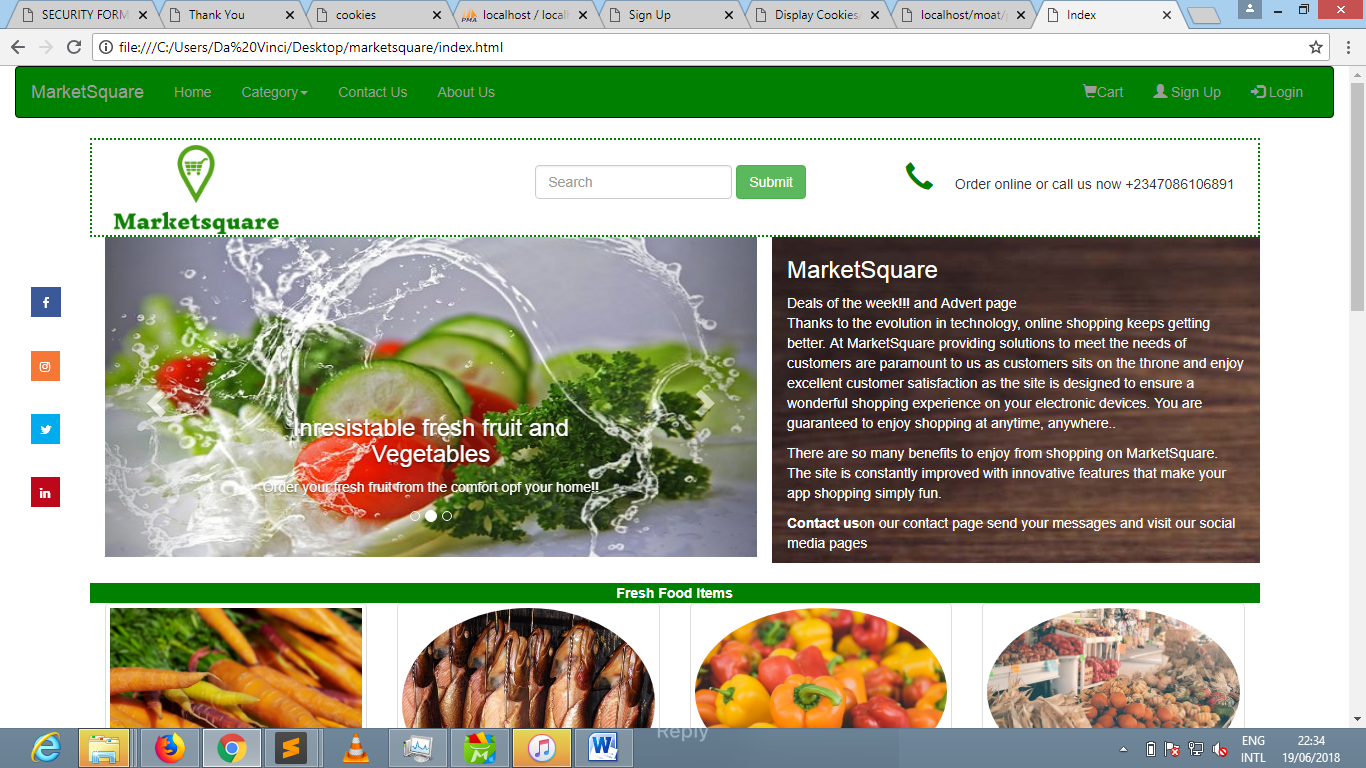 SECURITY FORM
Thank You
cookies
localhost / locali
Sign Up
Display Cookies
localhost/moat/
Index
file:///C:/Users/Da%20Vinci/Desktop/marketsquare/index.html
MarketSquare Home Category Contact Us About Us Cart Sign Up Login
Marketsquare
Search
Submit
Order online or call us now +2347086106891
Inresistable fresh fruit and
Vegetables
Order your fresh fruit from the comfort opf your home!!
MarketSquare
Deals of the week!!! and Advert page
Thanks to the evolution in technology, online shopping keeps getting
better. At MarketSquare providing solutions to meet the needs of
customers are paramount to us as customers sits on the throne and enjoy
excellent customer satisfaction as the site is designed to ensure a
wonderful shopping experience on your electronic devices. You are
guaranteed to enjoy shopping at anytime, anywhere..
There are so many benefits to enjoy from shopping on MarketSquare.
The site is constantly improved with innovative features that make your
app shopping simply fun.
Contact uson our contact page send your messages and visit our social
media pages
Fresh Food Items
Reply
ENG
INTL
22:34
19/06/2018